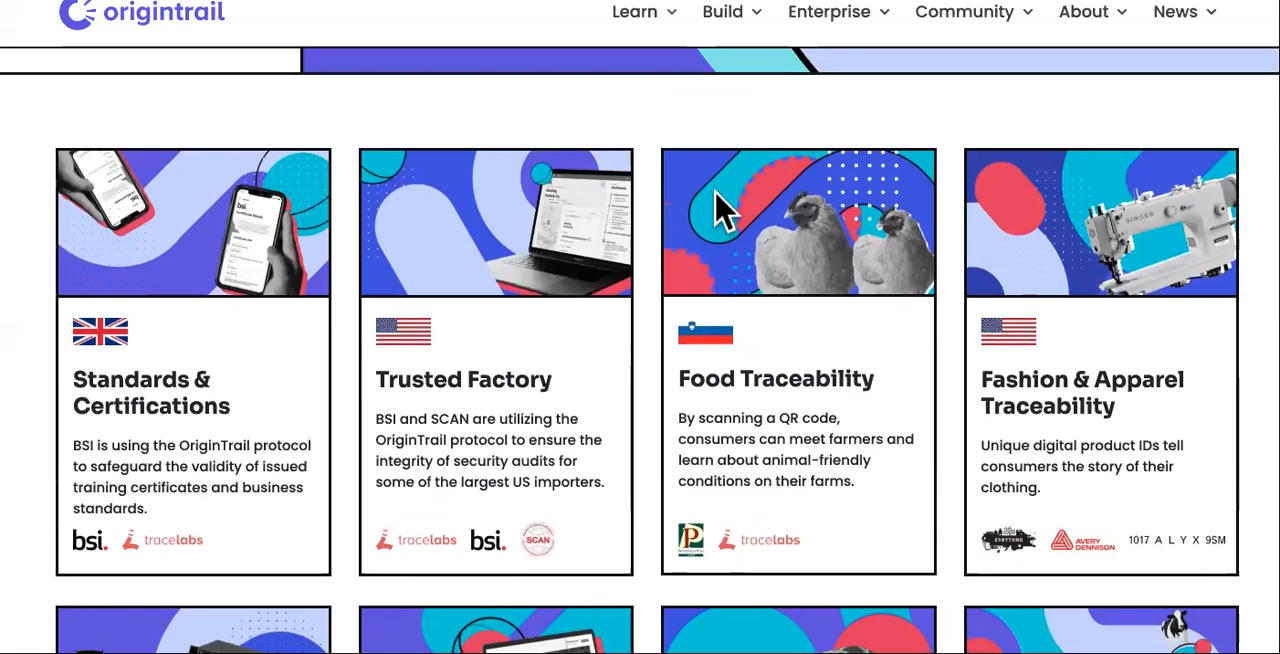 origintrail
Learn Build Enterprise Community About News
bsi.
SINGER
Standards &
Certifications
BSI is using the OriginTrail protocol
to safeguard the validity of issued
training certificates and business
standards.
bsi. tracelabs
Trusted Factory
BSI and SCAN are utilizing the
OriginTrail protocol to ensure the
integrity of security audits for
some of the largest US importers.
tracelabs bsi. SCAN
Food Traceability
By scanning a QR code,
consumers can meet farmers and
learn about animal-friendly
conditions on their farms.
P tracelabs
Fashion & Apparel
Traceability
Unique digital product IDs tell
consumers the story of their
clothing.
EVRYTHNG AVERY
DENNISON 1017 A L Y X 9SM